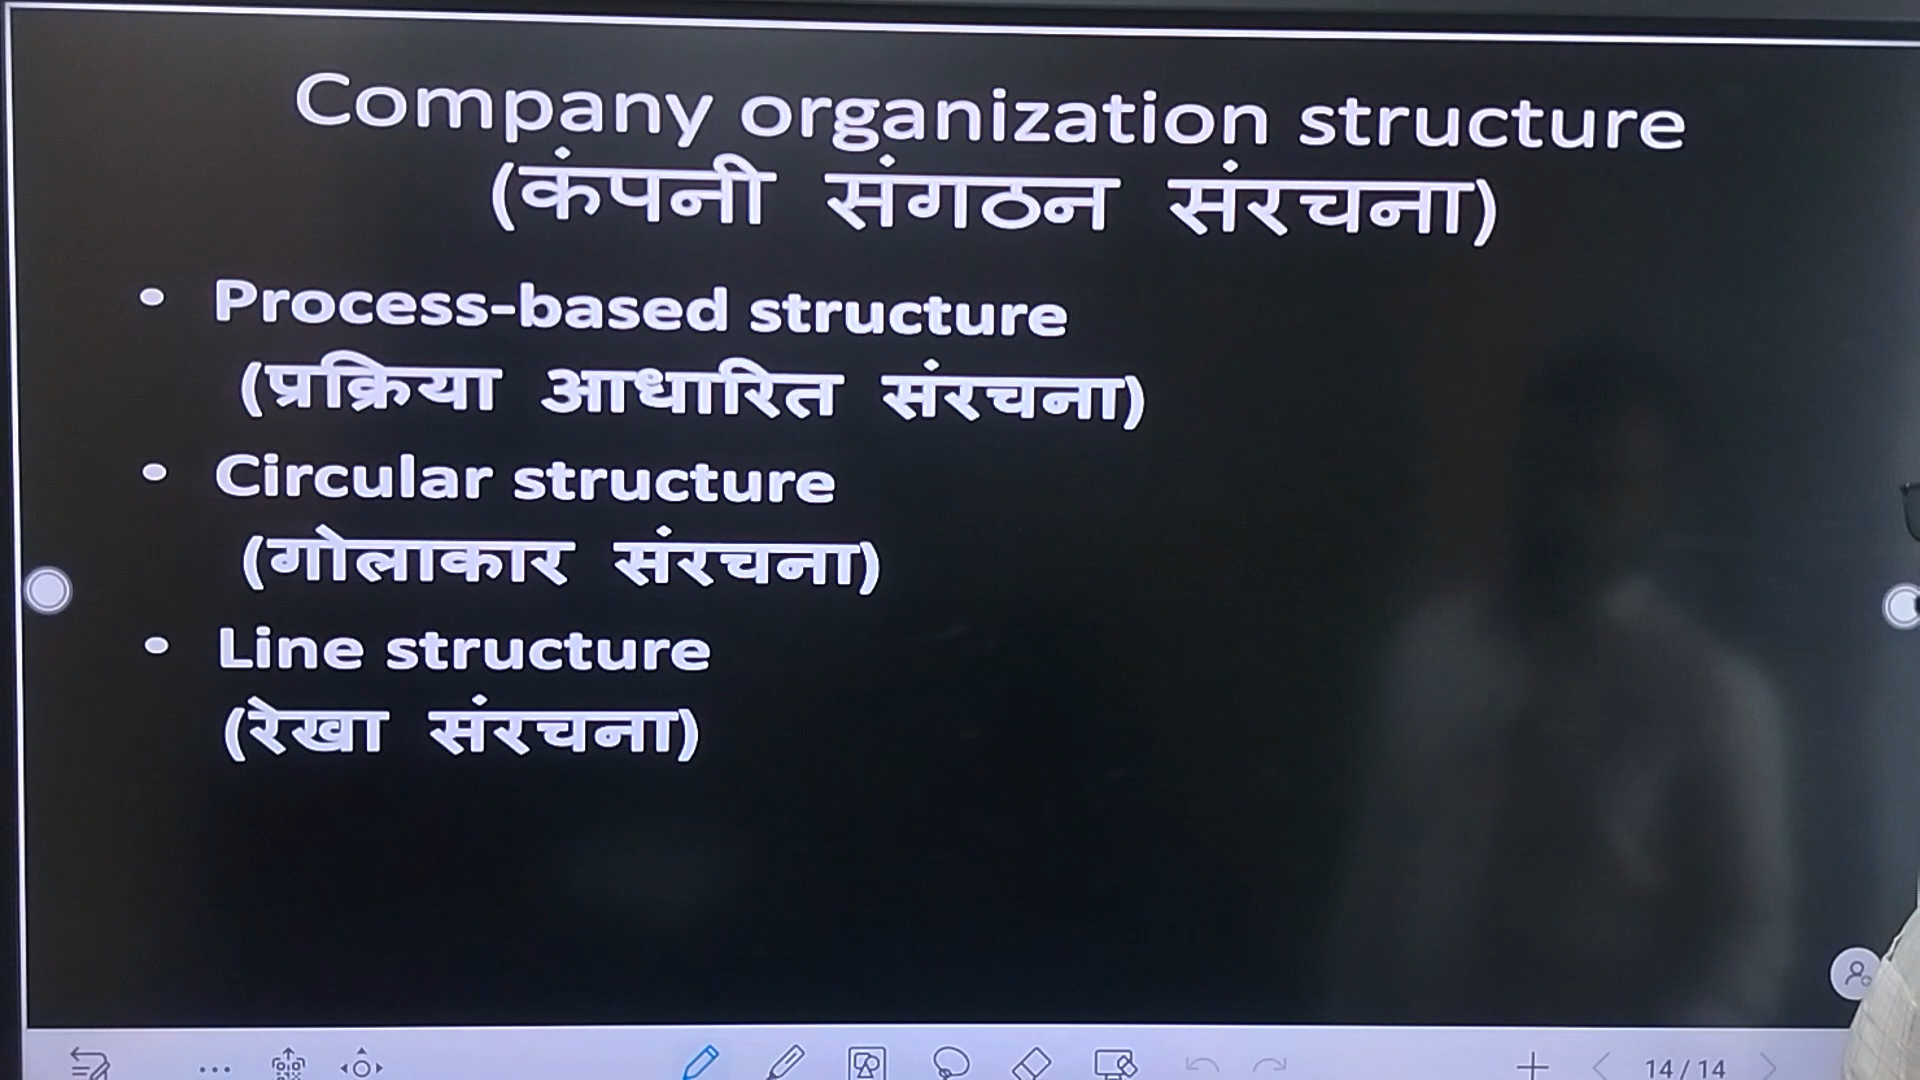 Company organization structure
(कंपनी संगठन संरचना)
• Process-based structure
(प्रक्रिया आधारित संरचना)
• Circular structure
(गोलाकार संरचना)
• Line structure
(रेखा संरचना)
14/14